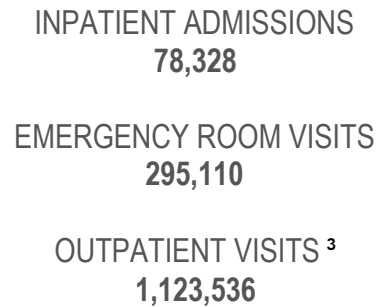 INPATIENT ADMISSIONS
78,328
EMERGENCY ROOM VISITS
295,110
OUTPATIENT VISITS ³
1,123,536